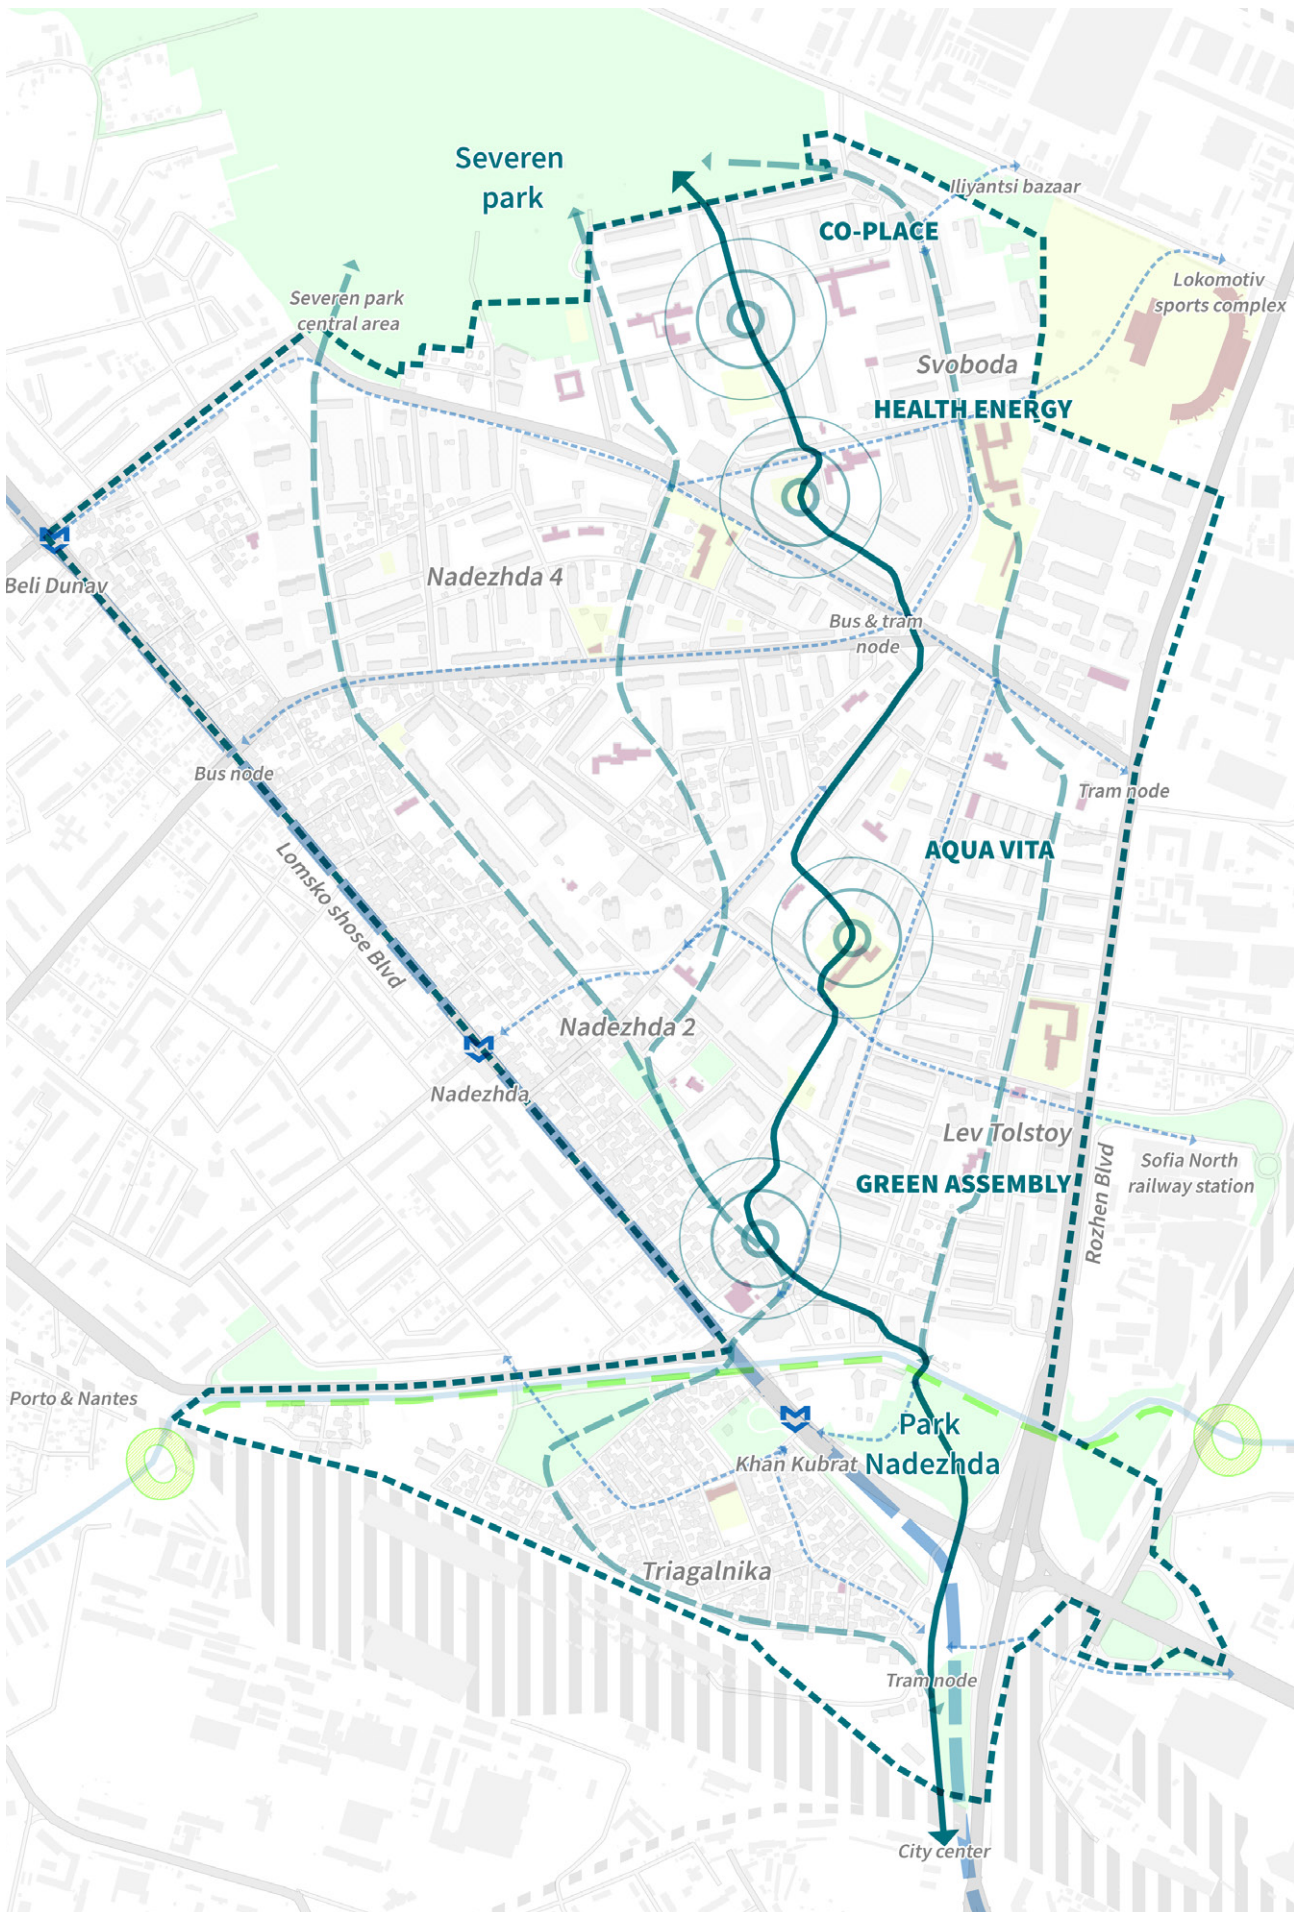 Severen
park
Iliyantsi bazaar
CO-PLACE
Lokomotiv
sports complex
Severen park
central area
Svoboda
HEALTH ENERGY
Nadezhda 4
Beli Dunav
Bus & tram
node
Bus node
Tram node
AQUA VITA
Lomsko shose Blvd
Nadezhda 2
Nadezhda
Lev Tolstoy
Sofia North
railway station
GREEN ASSEMBLY
Rozhen Blvd
Porto & Nantes
Park
Nadezhda
Khan Kubrat
Triagalnika
Tram node
City center